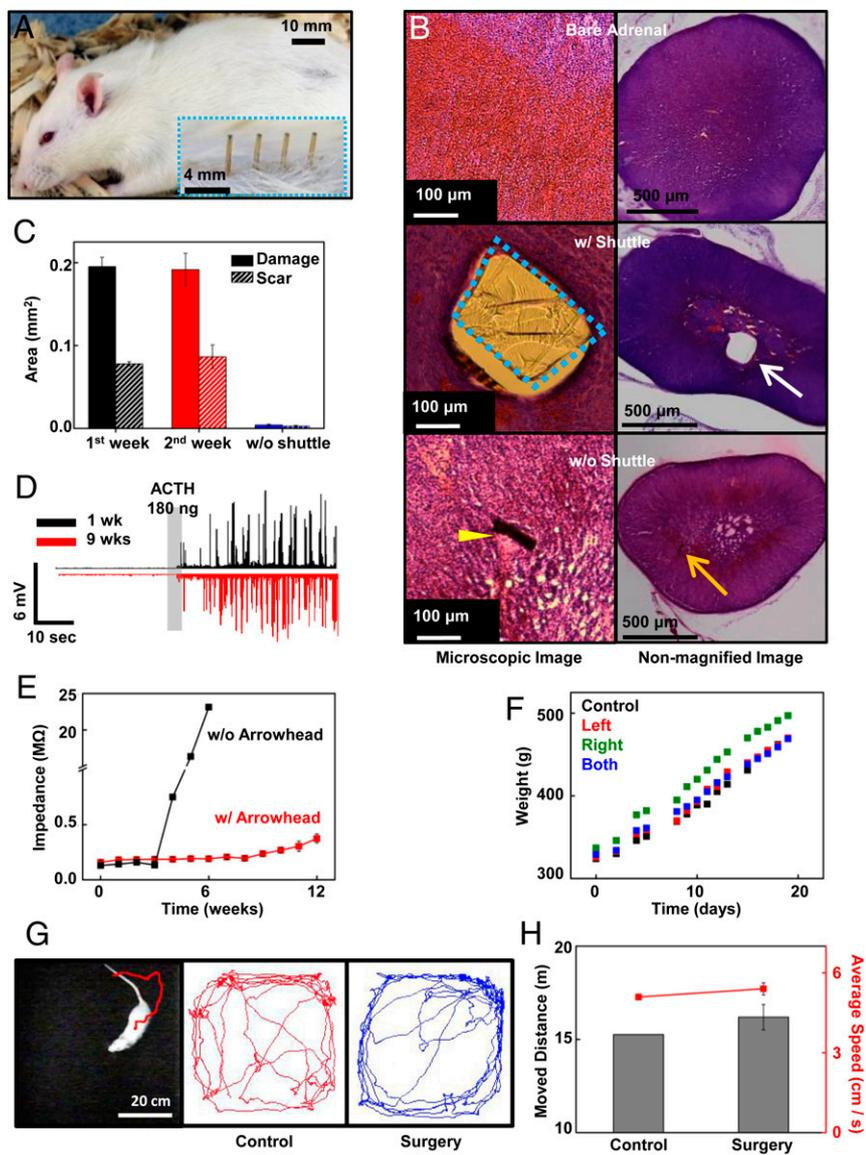 A
10 mm
4 mm
B
Bare Adrenal
100 µm
500 µm
w/ Shuttle
100 µm
500 µm
w/o Shuttle
100 µm
500 µm
Microscopic Image
Non-magnified Image
C
Area (mm²)
0.2
0.1
0.0
Damage
Scar
1st week
2nd week
w/o shuttle
D
ACTH
180 ng
1 wk
9 wks
6 mV
10 sec
E
Impedance (MΩ)
25
20
0.5
0.0
w/o Arrowhead
w/ Arrowhead
0
6
12
Time (weeks)
F
Weight (g)
500
400
300
Control
Left
Right
Both
0
10
20
Time (days)
G
20 cm
Control
Surgery
H
Moved Distance (m)
20
15
10
Average Speed (cm / s)
6
3
0
Control
Surgery